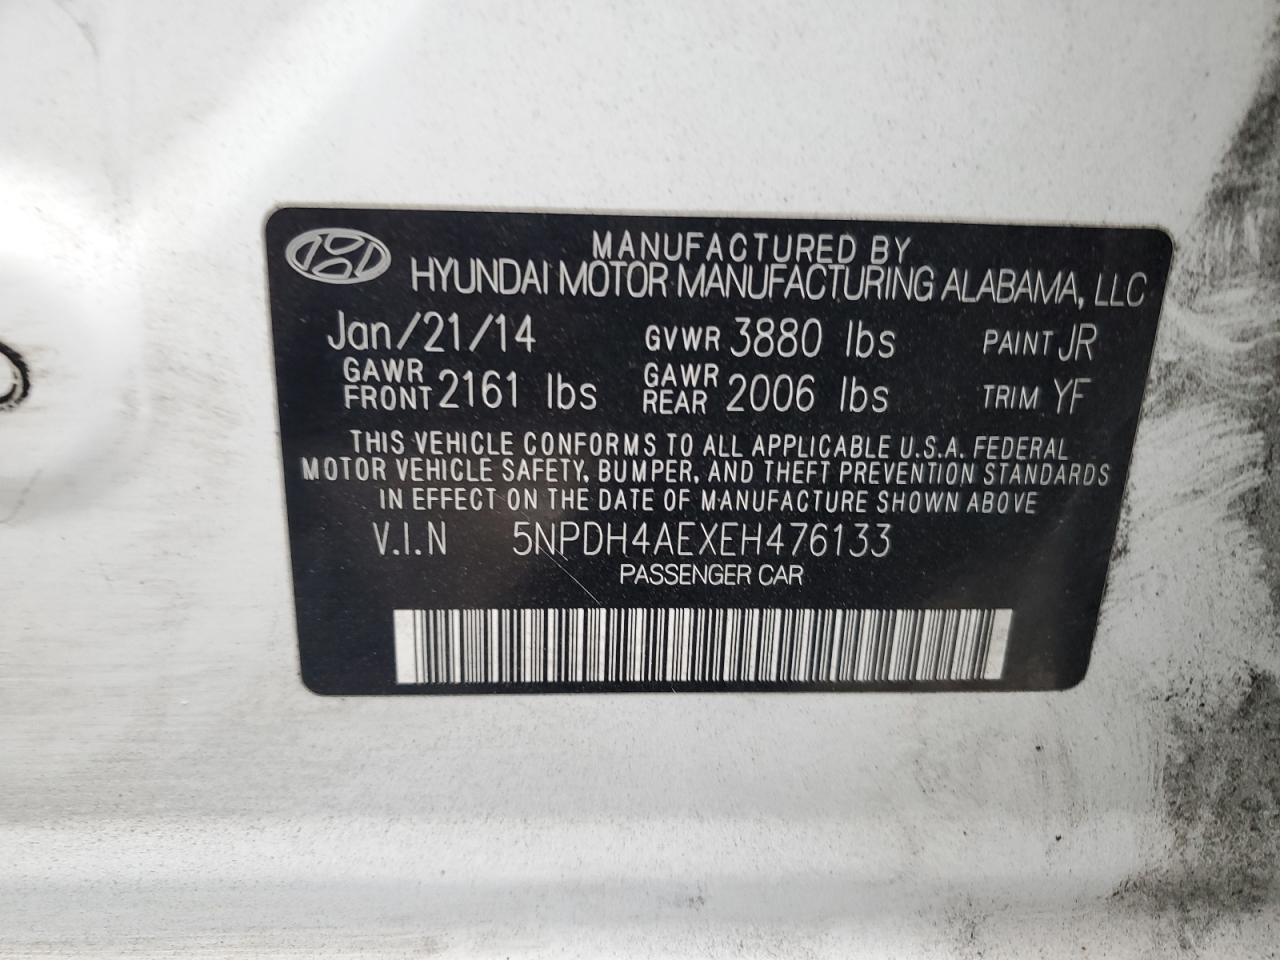 MANUFACTURED BY
HYUNDAI MOTOR MANUFACTURING ALABAMA, LLC
Jan/21/14 GVWR 3880 lbs PAINT JR
GAWR FRONT 2161 lbs GAWR REAR 2006 lbs TRIM YF
THIS VEHICLE CONFORMS TO ALL APPLICABLE U.S.A. FEDERAL
MOTOR VEHICLE SAFETY, BUMPER, AND THEFT PREVENTION STANDARDS
IN EFFECT ON THE DATE OF MANUFACTURE SHOWN ABOVE
V.I.N 5NPDH4AEXEH476133
PASSENGER CAR